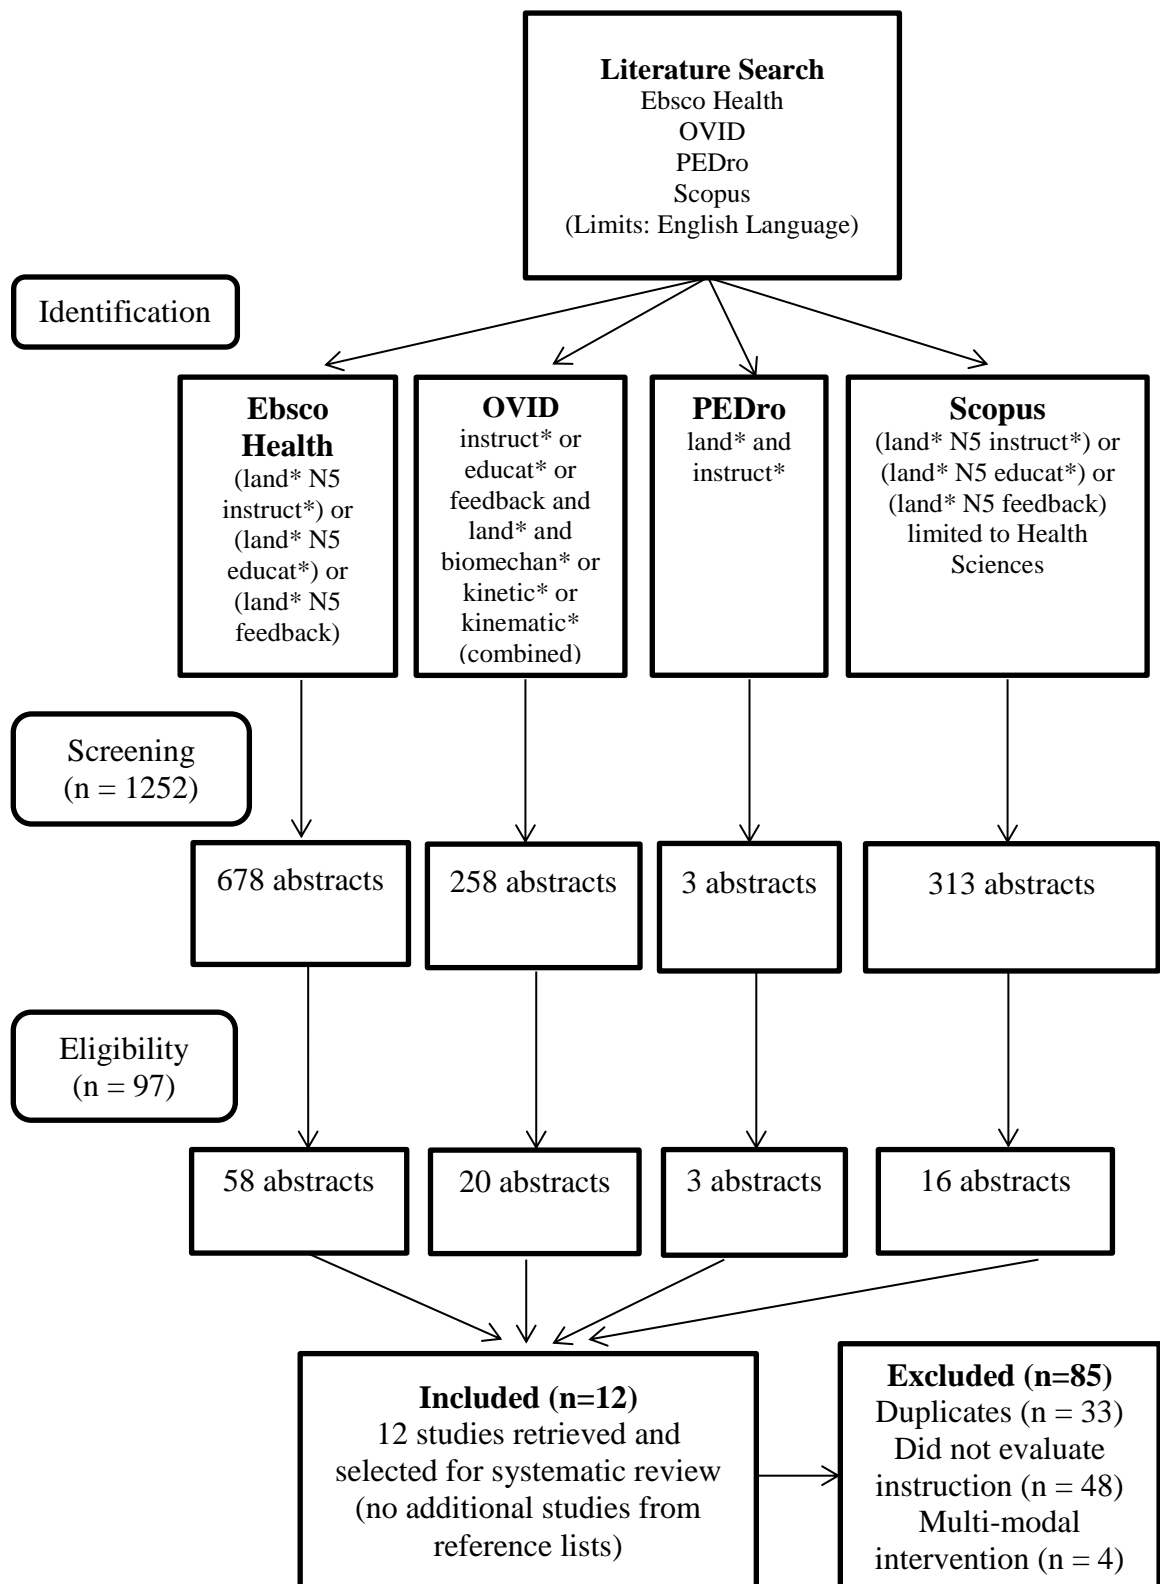 Literature Search
Ebsco Health
OVID
PEDro
Scopus
(Limits: English Language)
Identification
Ebsco
Health
(land* N5
instruct*) or
(land* N5
educat*) or
(land* N5
feedback)
OVID
instruct* or
educat* or
feedback and
land* and
biomechan* or
kinetic* or
kinematic*
(combined)
PEDro
land* and
instruct*
Scopus
(land* N5 instruct*) or
(land* N5 educat*) or
(land* N5 feedback)
limited to Health
Sciences
Screening
(n = 1252)
678 abstracts
258 abstracts
3 abstracts
313 abstracts
Eligibility
(n = 97)
58 abstracts
20 abstracts
3 abstracts
16 abstracts
Included (n=12)
12 studies retrieved and
selected for systematic review
(no additional studies from
reference lists)
Excluded (n=85)
Duplicates (n = 33)
Did not evaluate
instruction (n = 48)
Multi-modal
intervention (n = 4)